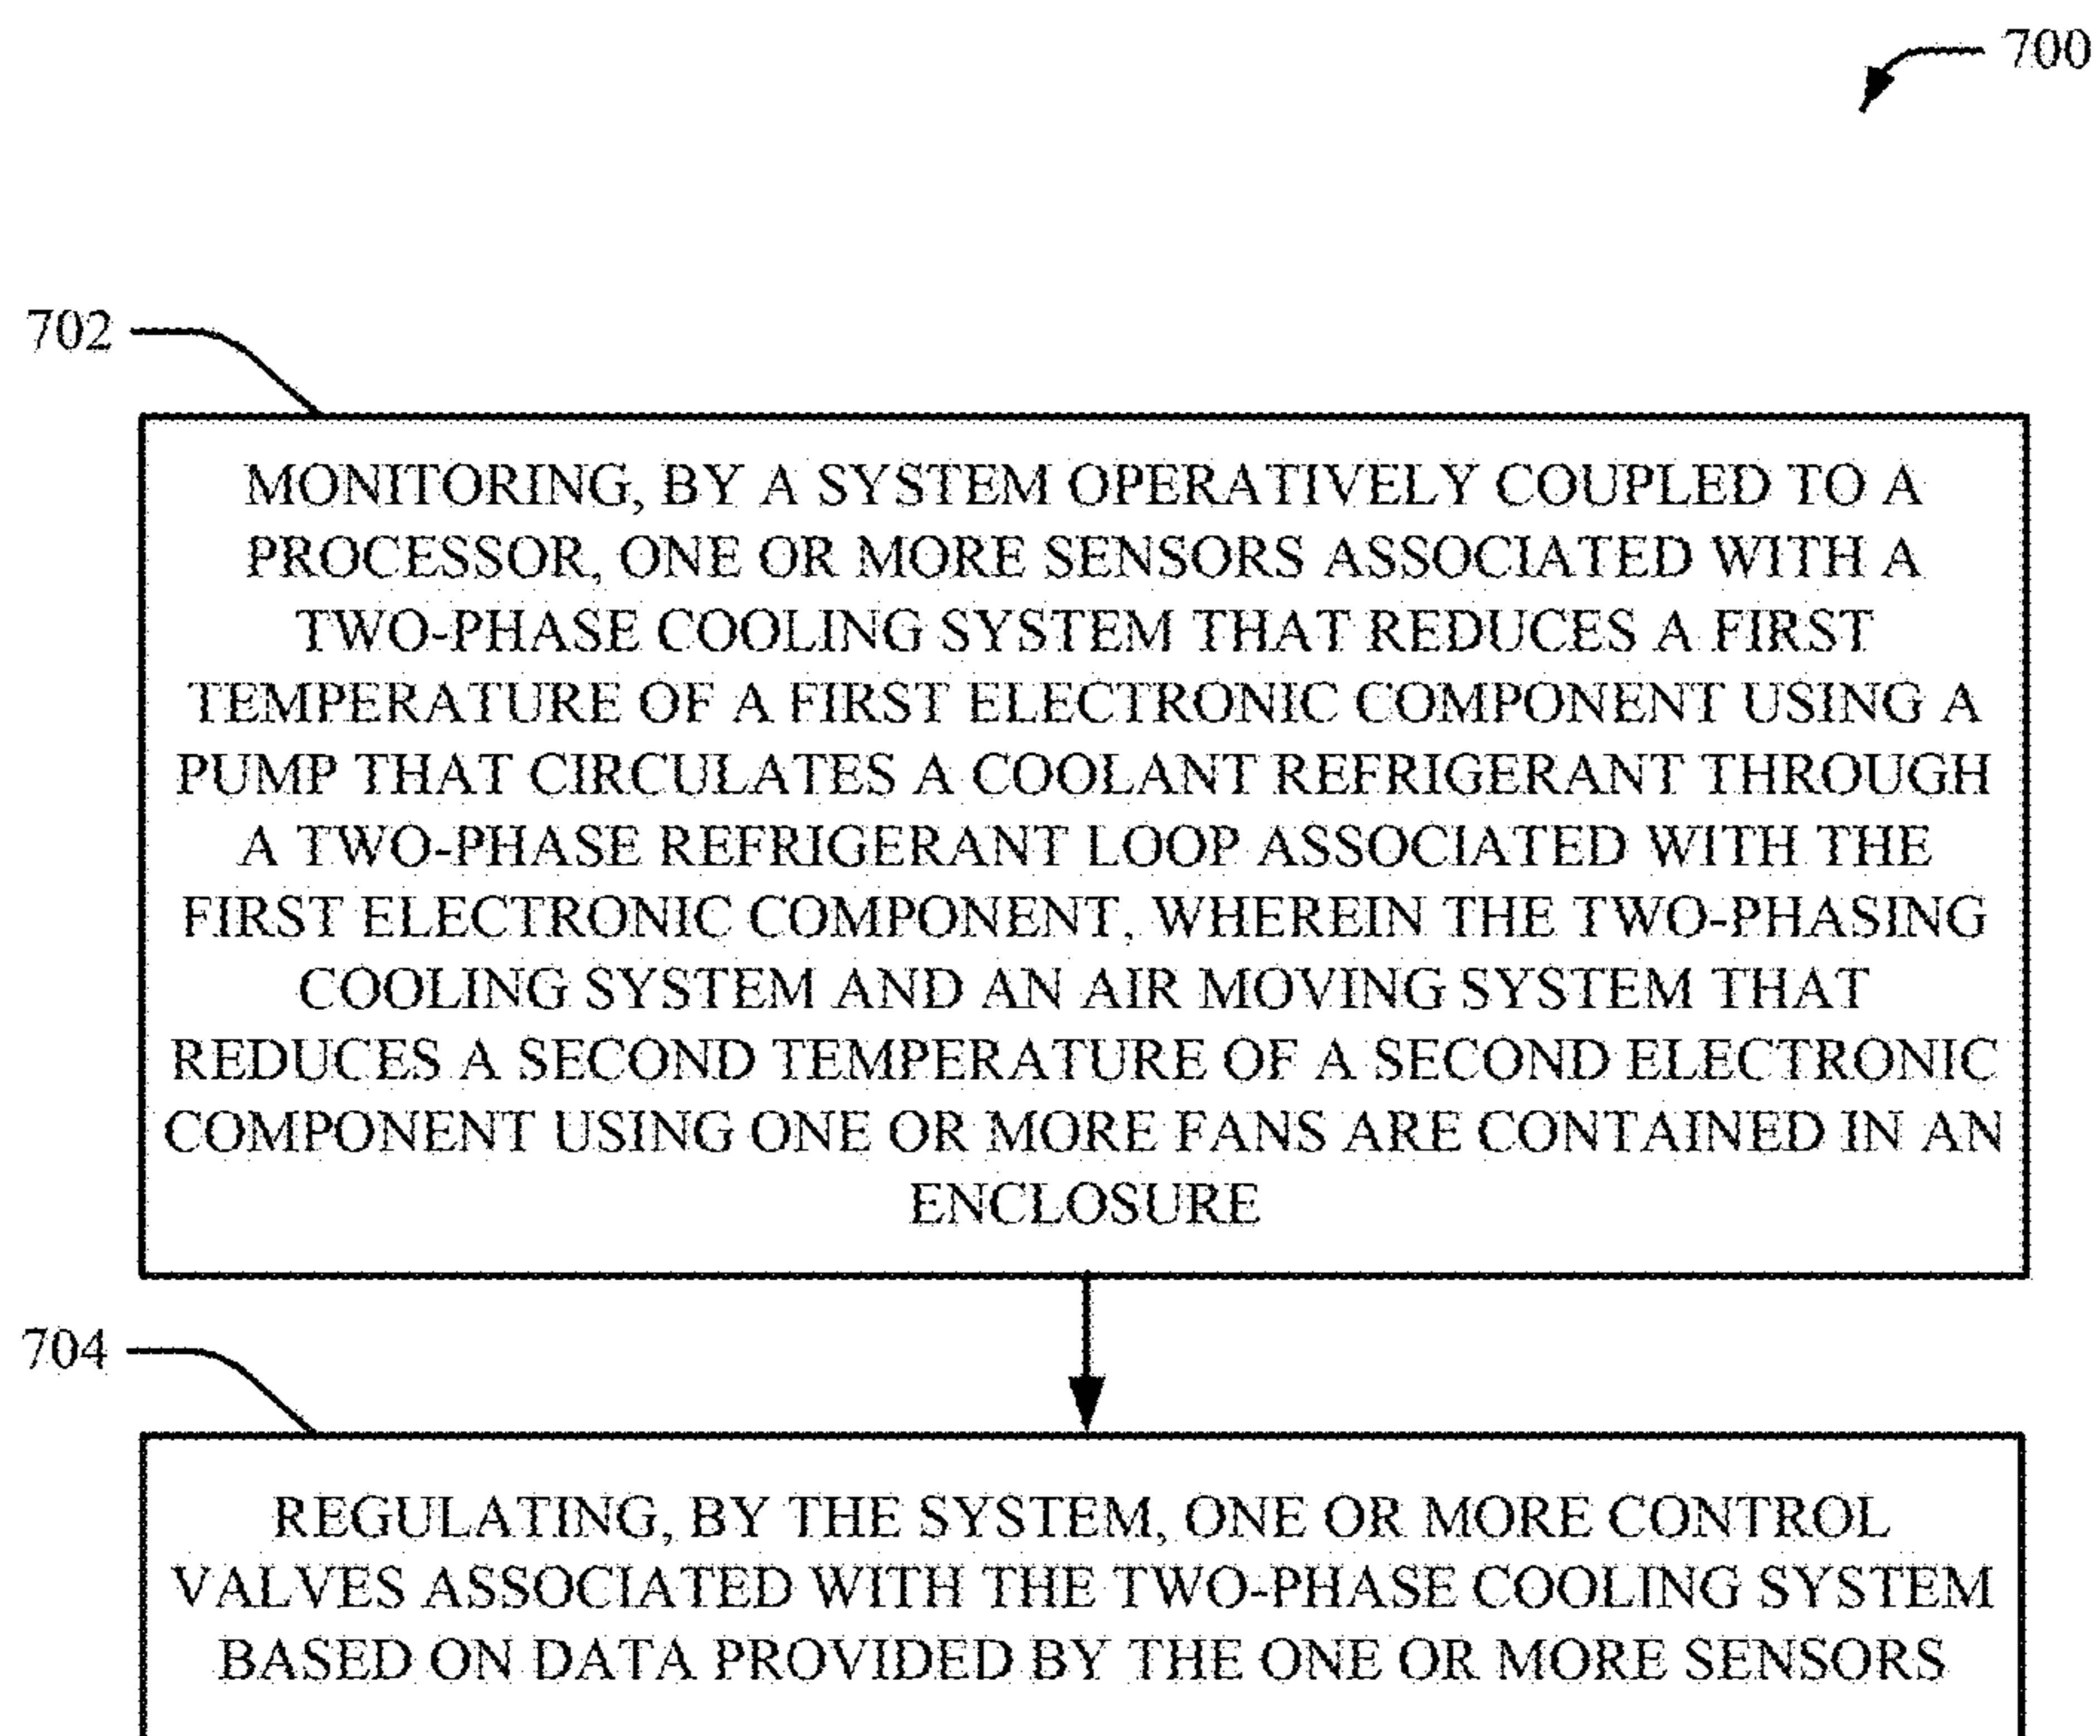 700
702
MONITORING, BY A SYSTEM OPERATIVELY COUPLED TO A
PROCESSOR, ONE OR MORE SENSORS ASSOCIATED WITH A
TWO-PHASE COOLING SYSTEM THAT REDUCES A FIRST
TEMPERATURE OF A FIRST ELECTRONIC COMPONENT USING A
PUMP THAT CIRCULATES A COOLANT REFRIGERANT THROUGH
A TWO-PHASE REFRIGERANT LOOP ASSOCIATED WITH THE
FIRST ELECTRONIC COMPONENT, WHEREIN THE TWO-PHASING
COOLING SYSTEM AND AN AIR MOVING SYSTEM THAT
REDUCES A SECOND TEMPERATURE OF A SECOND ELECTRONIC
COMPONENT USING ONE OR MORE FANS ARE CONTAINED IN AN
ENCLOSURE
704
REGULATING, BY THE SYSTEM, ONE OR MORE CONTROL
VALVES ASSOCIATED WITH THE TWO-PHASE COOLING SYSTEM
BASED ON DATA PROVIDED BY THE ONE OR MORE SENSORS